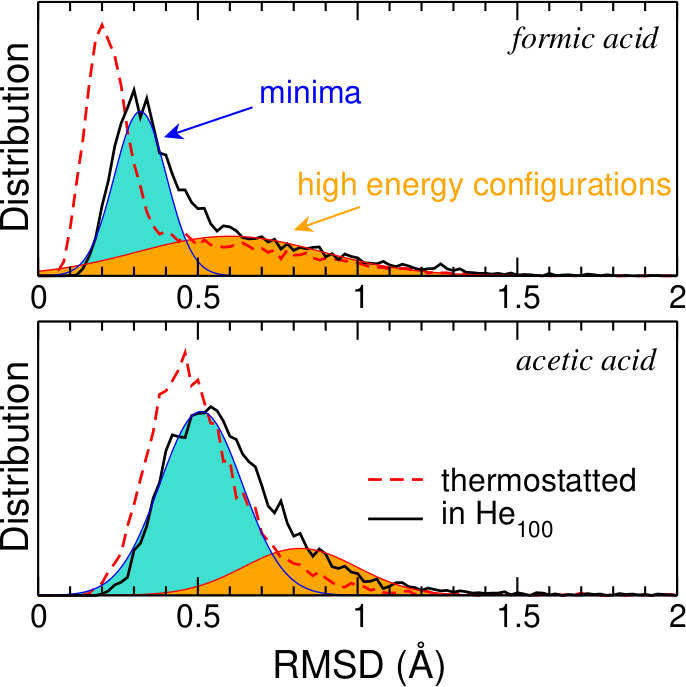 formic acid
Distribution
minima
high energy configurations
0 0.5 1 1.5 2
acetic acid
Distribution
thermostatted
in He100
0 0.5 1 1.5 2
RMSD (Å)